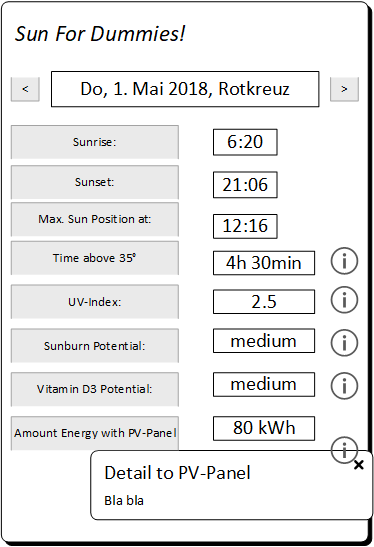 Sun For Dummies!
< Do, 1. Mai 2018, Rotkreuz >
Sunrise: 6:20
Sunset: 21:06
Max. Sun Position at: 12:16
Time above 35° 4h 30min i
UV-Index: 2.5 i
Sunburn Potential: medium i
Vitamin D3 Potential: medium i
Amount Energy with PV-Panel 80 kWh i
Detail to PV-Panel ×
Bla bla